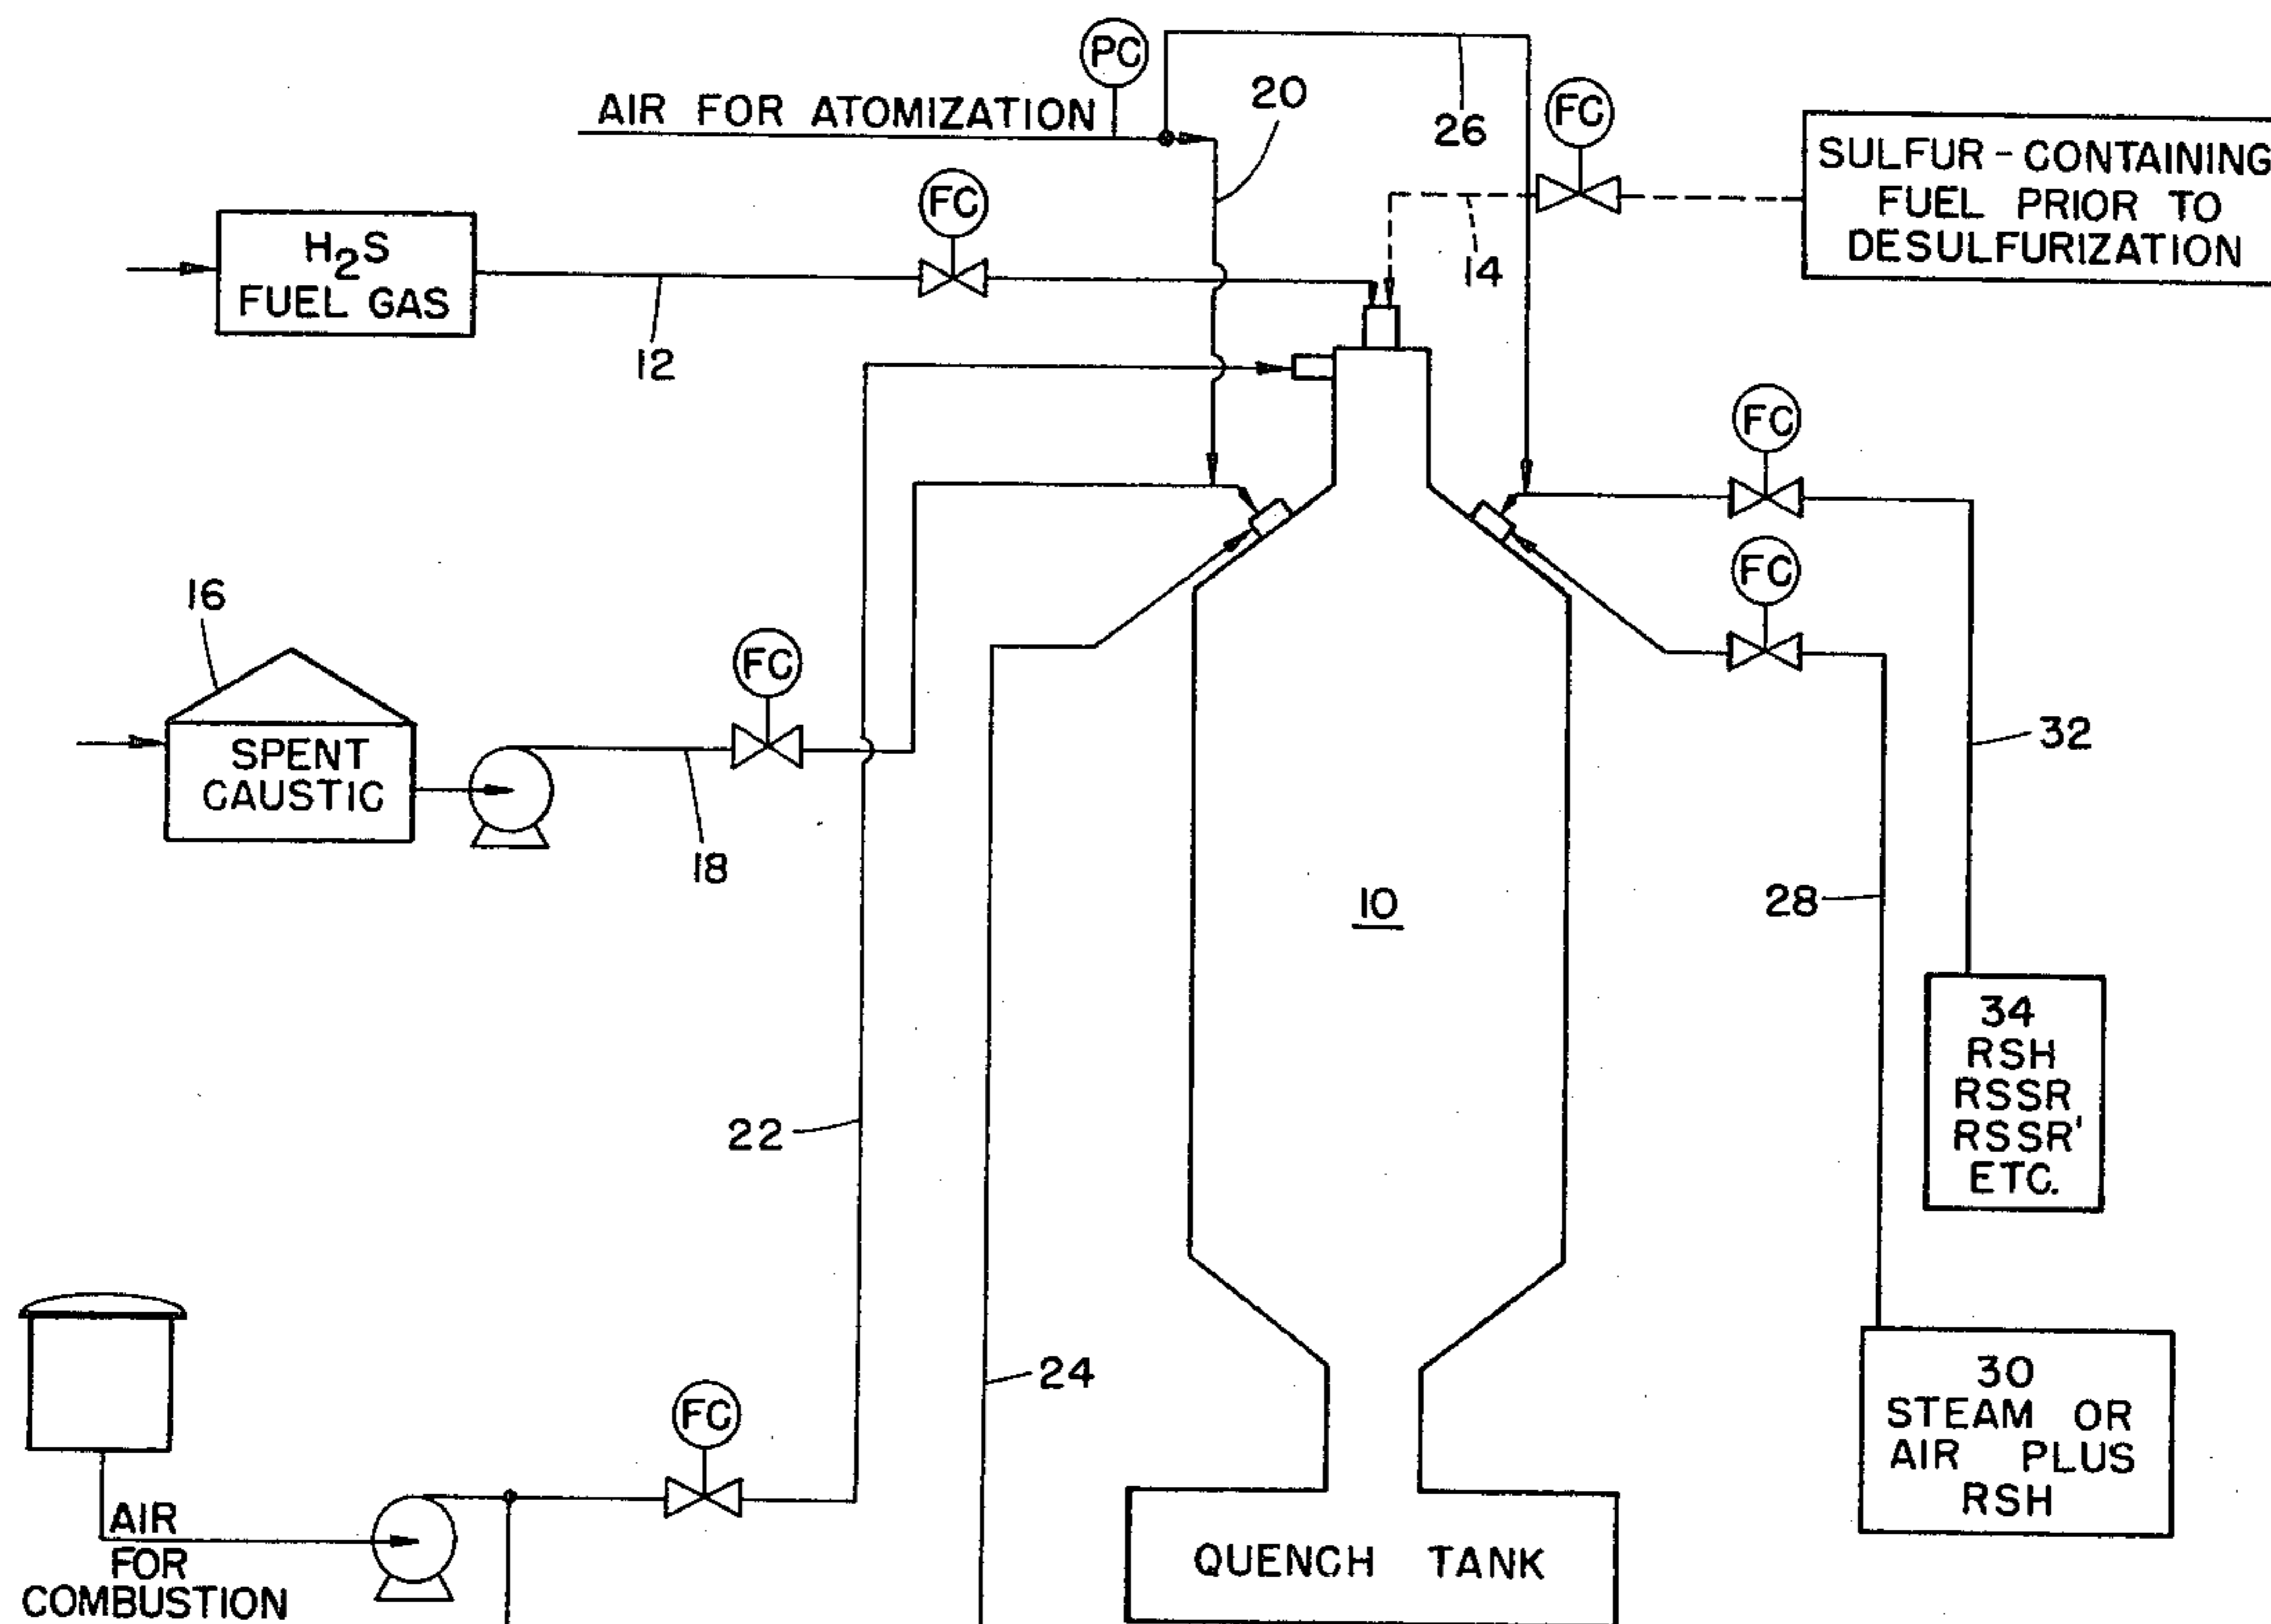 PC
AIR FOR ATOMIZATION
20
26
FC
SULFUR-CONTAINING
FUEL PRIOR TO
DESULFURIZATION
FC
H2S
FUEL GAS
12
14
FC
16
FC
FC
SPENT
CAUSTIC
18
32
10
28
34
RSH
RSSR
RSSR'
ETC.
22
24
FC
30
STEAM OR
AIR PLUS
RSH
AIR
FOR
COMBUSTION
QUENCH TANK